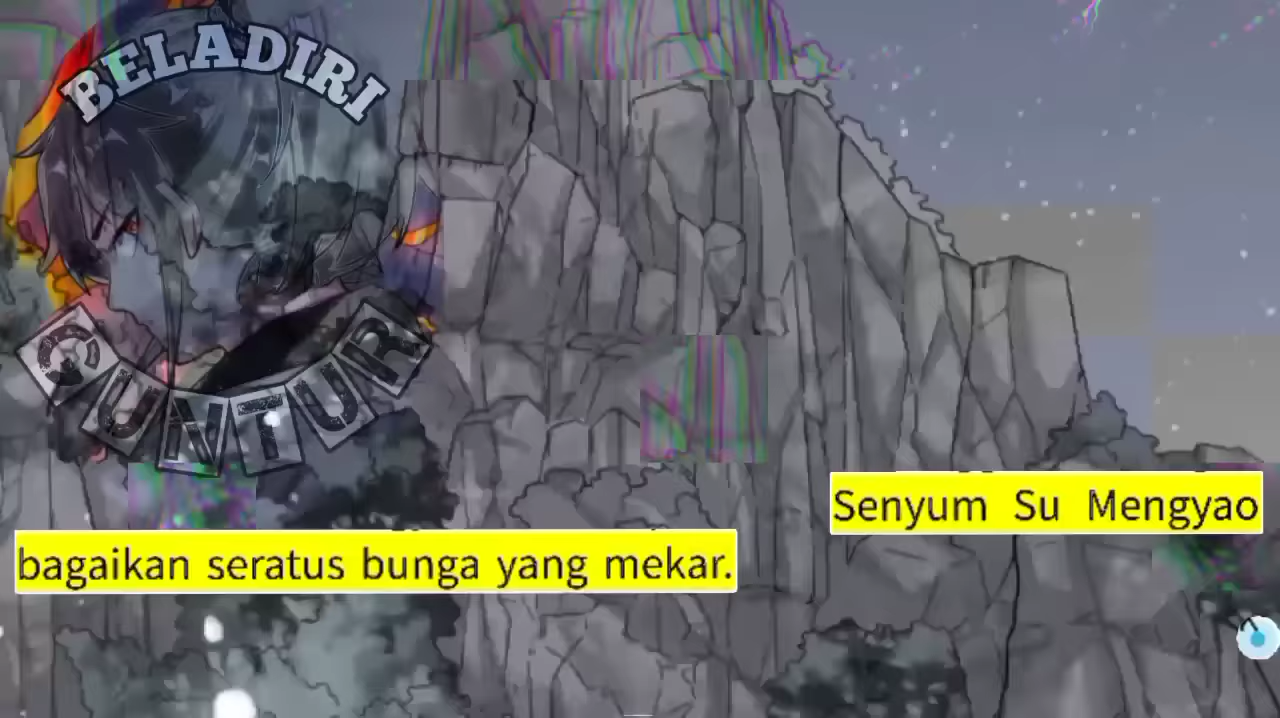 BELADIRI
GUNTUR
Senyum Su Mengyao
bagaikan seratus bunga yang mekar.